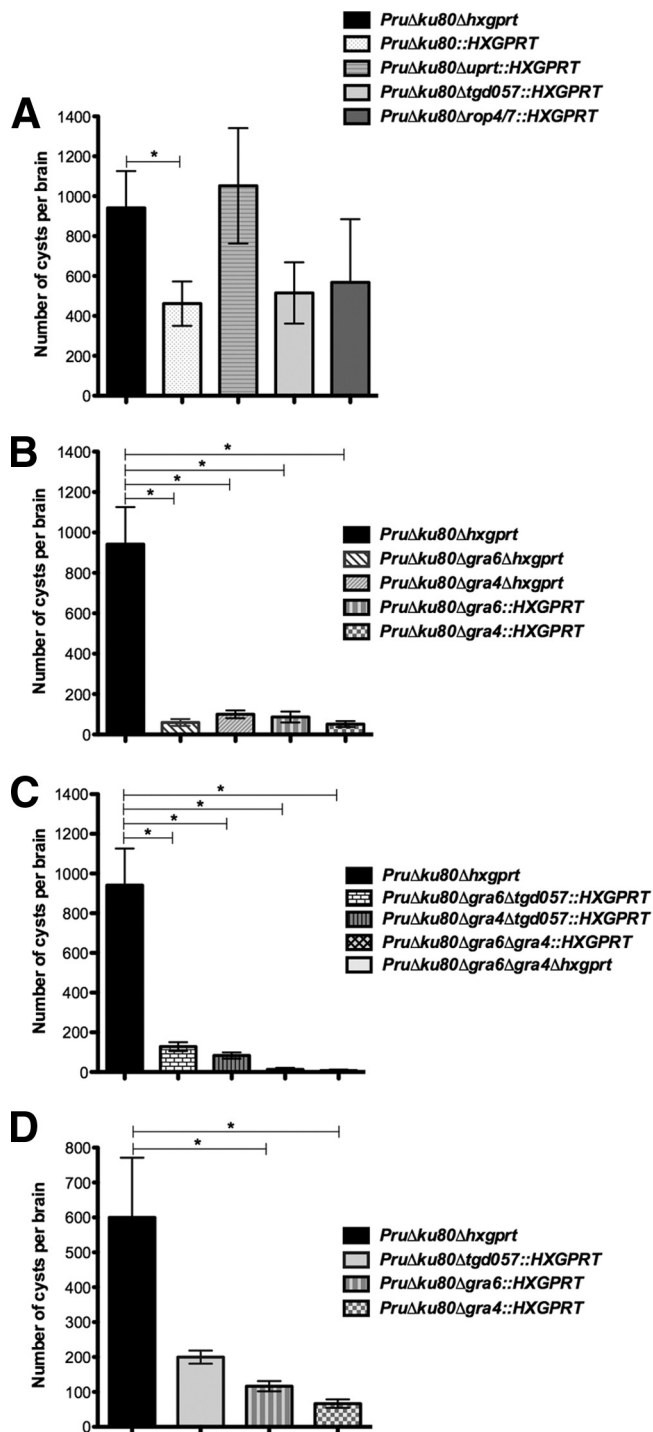 PruΔku80Δhxgprt
PruΔku80::HXGPRT
PruΔku80Δuprt::HXGPRT
PruΔku80Δtgd057::HXGPRT
PruΔku80Δrop4/7::HXGPRT
A
Number of cysts per brain
1400
1200
1000
800
600
400
200
0
*
B
Number of cysts per brain
1400
1200
1000
800
600
400
200
0
*
*
*
*
PruΔku80Δhxgprt
PruΔku80Δgra6Δhxgprt
PruΔku80Δgra4Δhxgprt
PruΔku80Δgra6::HXGPRT
PruΔku80Δgra4::HXGPRT
C
Number of cysts per brain
1400
1200
1000
800
600
400
200
0
*
*
*
*
PruΔku80Δhxgprt
PruΔku80Δgra6Δtgd057::HXGPRT
PruΔku80Δgra4Δtgd057::HXGPRT
PruΔku80Δgra6Δgra4::HXGPRT
PruΔku80Δgra6Δgra4Δhxgprt
D
Number of cysts per brain
800
700
600
500
400
300
200
100
0
*
*
PruΔku80Δhxgprt
PruΔku80Δtgd057::HXGPRT
PruΔku80Δgra6::HXGPRT
PruΔku80Δgra4::HXGPRT